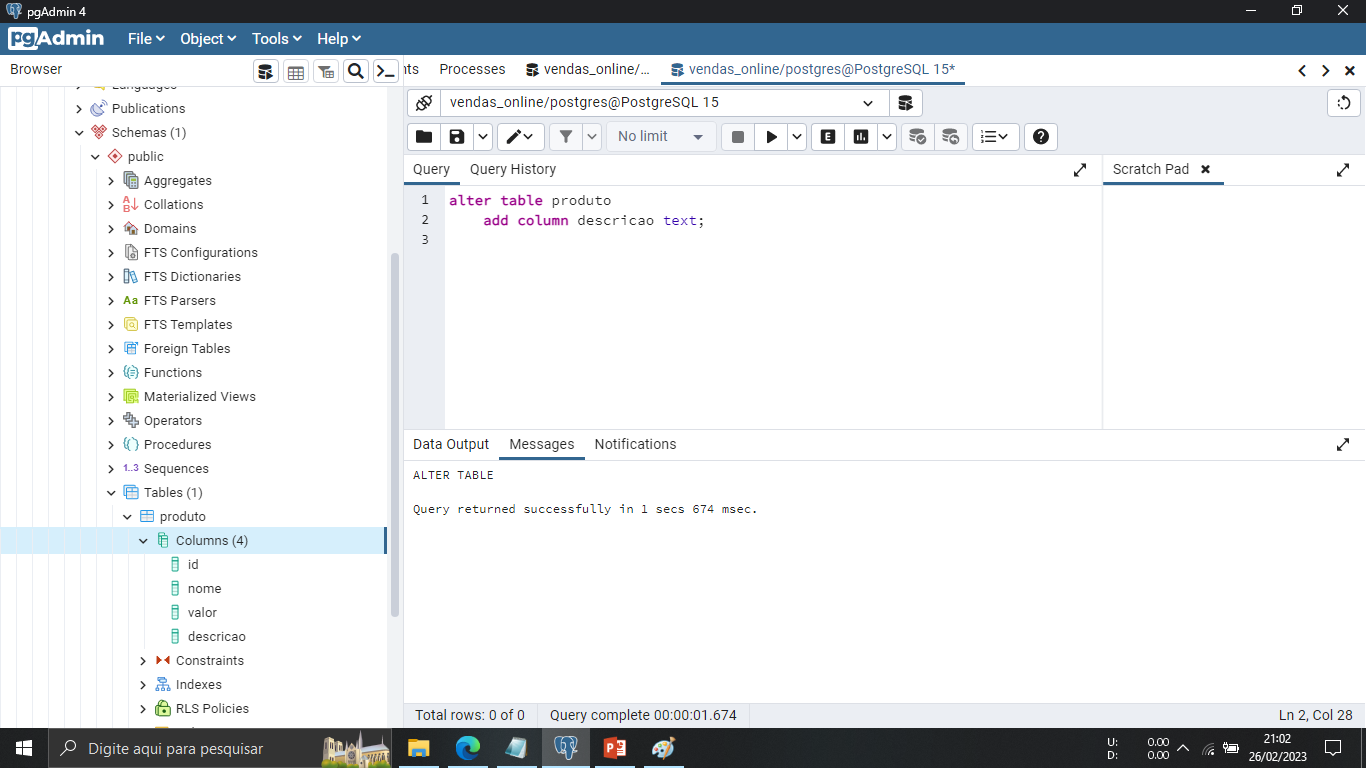 pgAdmin 4
pgAdmin
File
Object
Tools
Help
Browser
nts
Processes
vendas_online/...
vendas_online/postgres@PostgreSQL 15*
vendas_online/postgres@PostgreSQL 15
No limit
E
Query
Query History
Scratch Pad
1 alter table produto
2 add column descricao text;
3
Languages
Publications
Schemas (1)
public
Aggregates
Collations
Domains
FTS Configurations
FTS Dictionaries
Aa FTS Parsers
FTS Templates
Foreign Tables
Functions
Materialized Views
Operators
Procedures
1..3 Sequences
Tables (1)
produto
Columns (4)
id
nome
valor
descricao
Constraints
Indexes
RLS Policies
Data Output
Messages
Notifications
ALTER TABLE
Query returned successfully in 1 secs 674 msec.
Total rows: 0 of 0
Query complete 00:00:01.674
Ln 2, Col 28
Digite aqui para pesquisar
U: 0.00
D: 0.00
21:02
26/02/2023